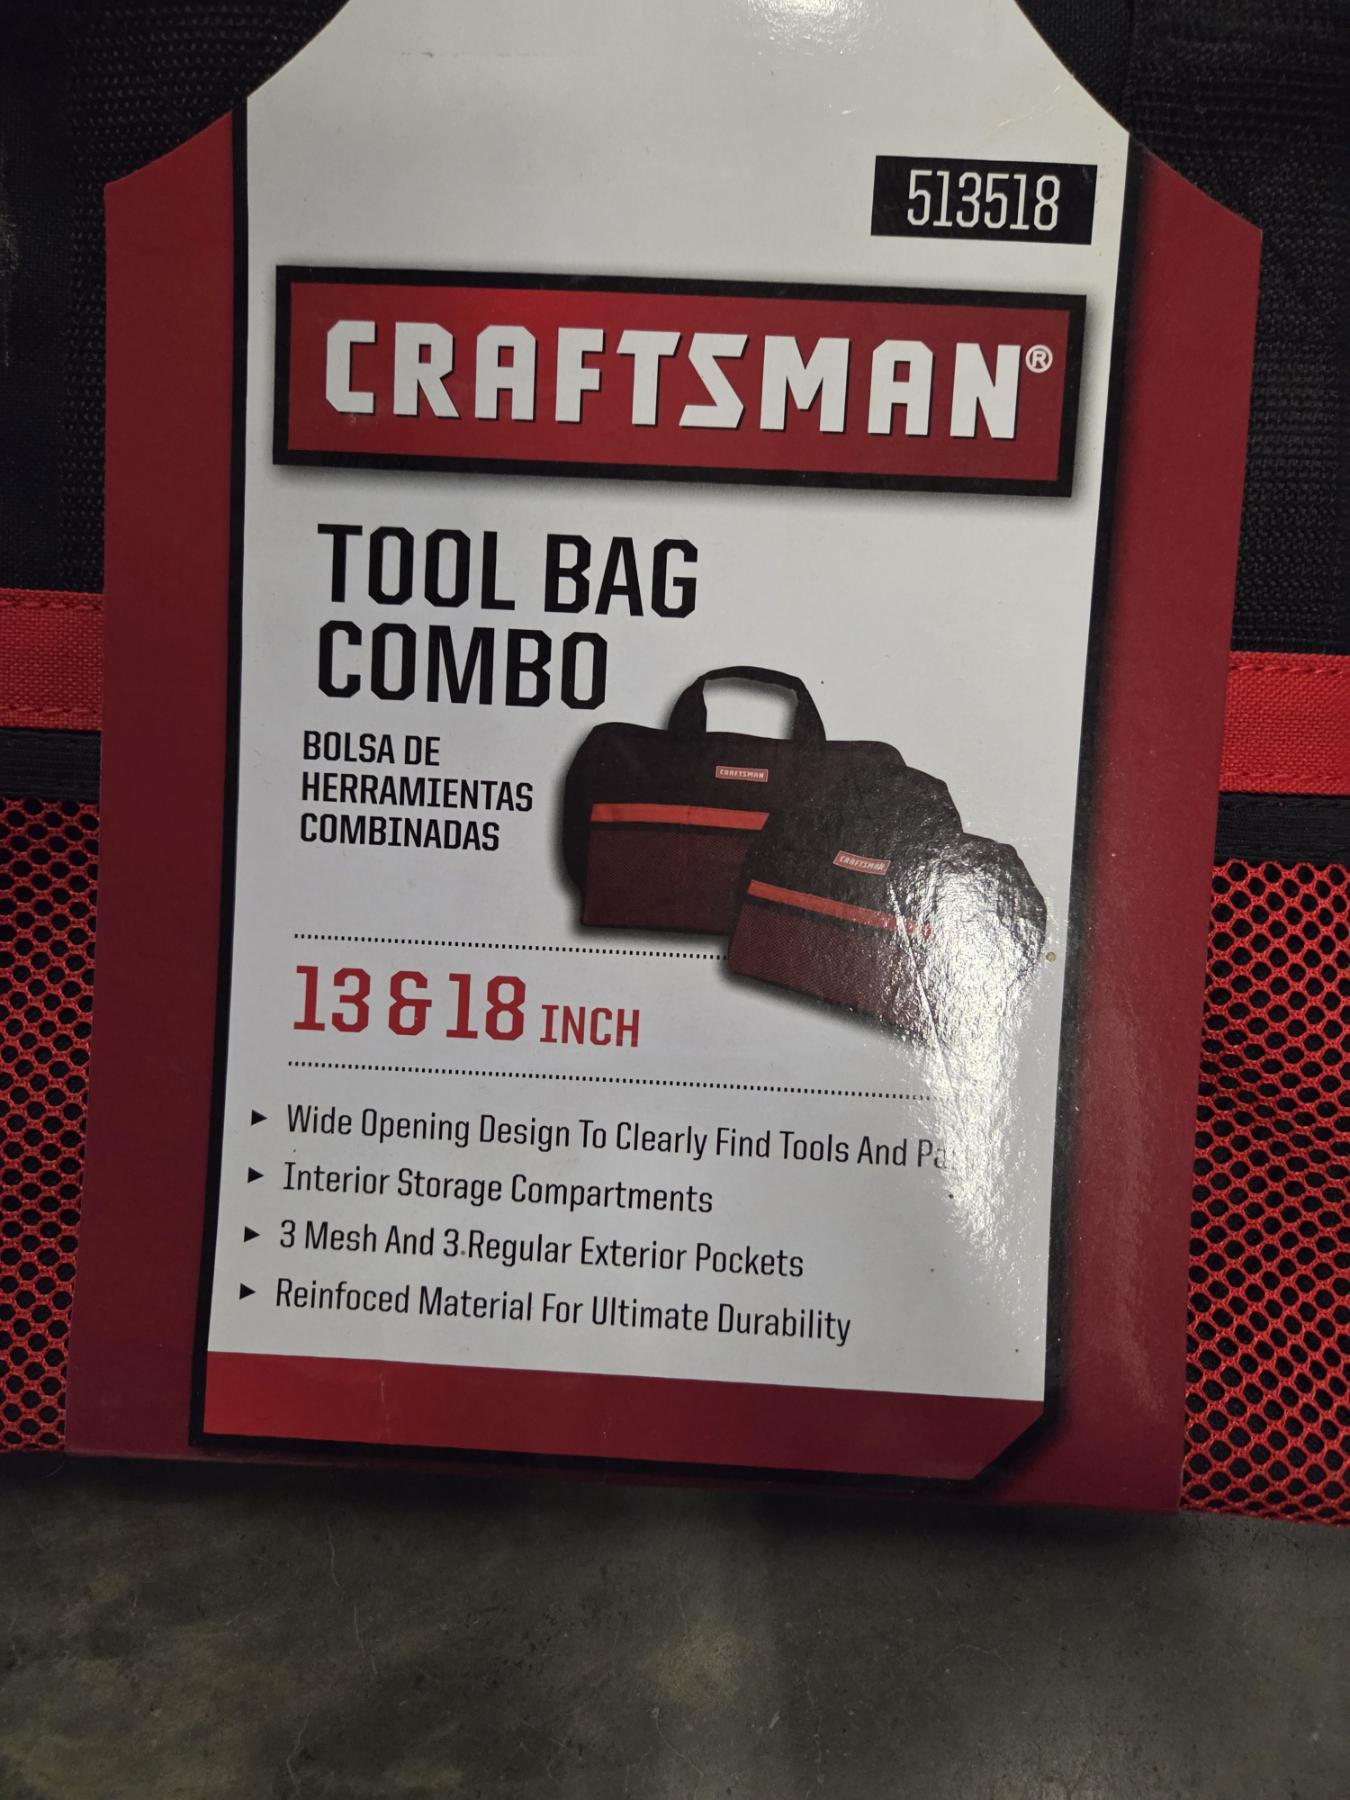 513518
CRAFTSMAN®
TOOL BAG
COMBO
BOLSA DE
HERRAMIENTAS
COMBINADAS
CRAFTSMAN
CRAFTSMAN
13 & 18 INCH
▶ Wide Opening Design To Clearly Find Tools And
▶ Interior Storage Compartments
▶ 3 Mesh And 3 Regular Exterior Pockets
▶ Reinfoced Material For Ultimate Durability